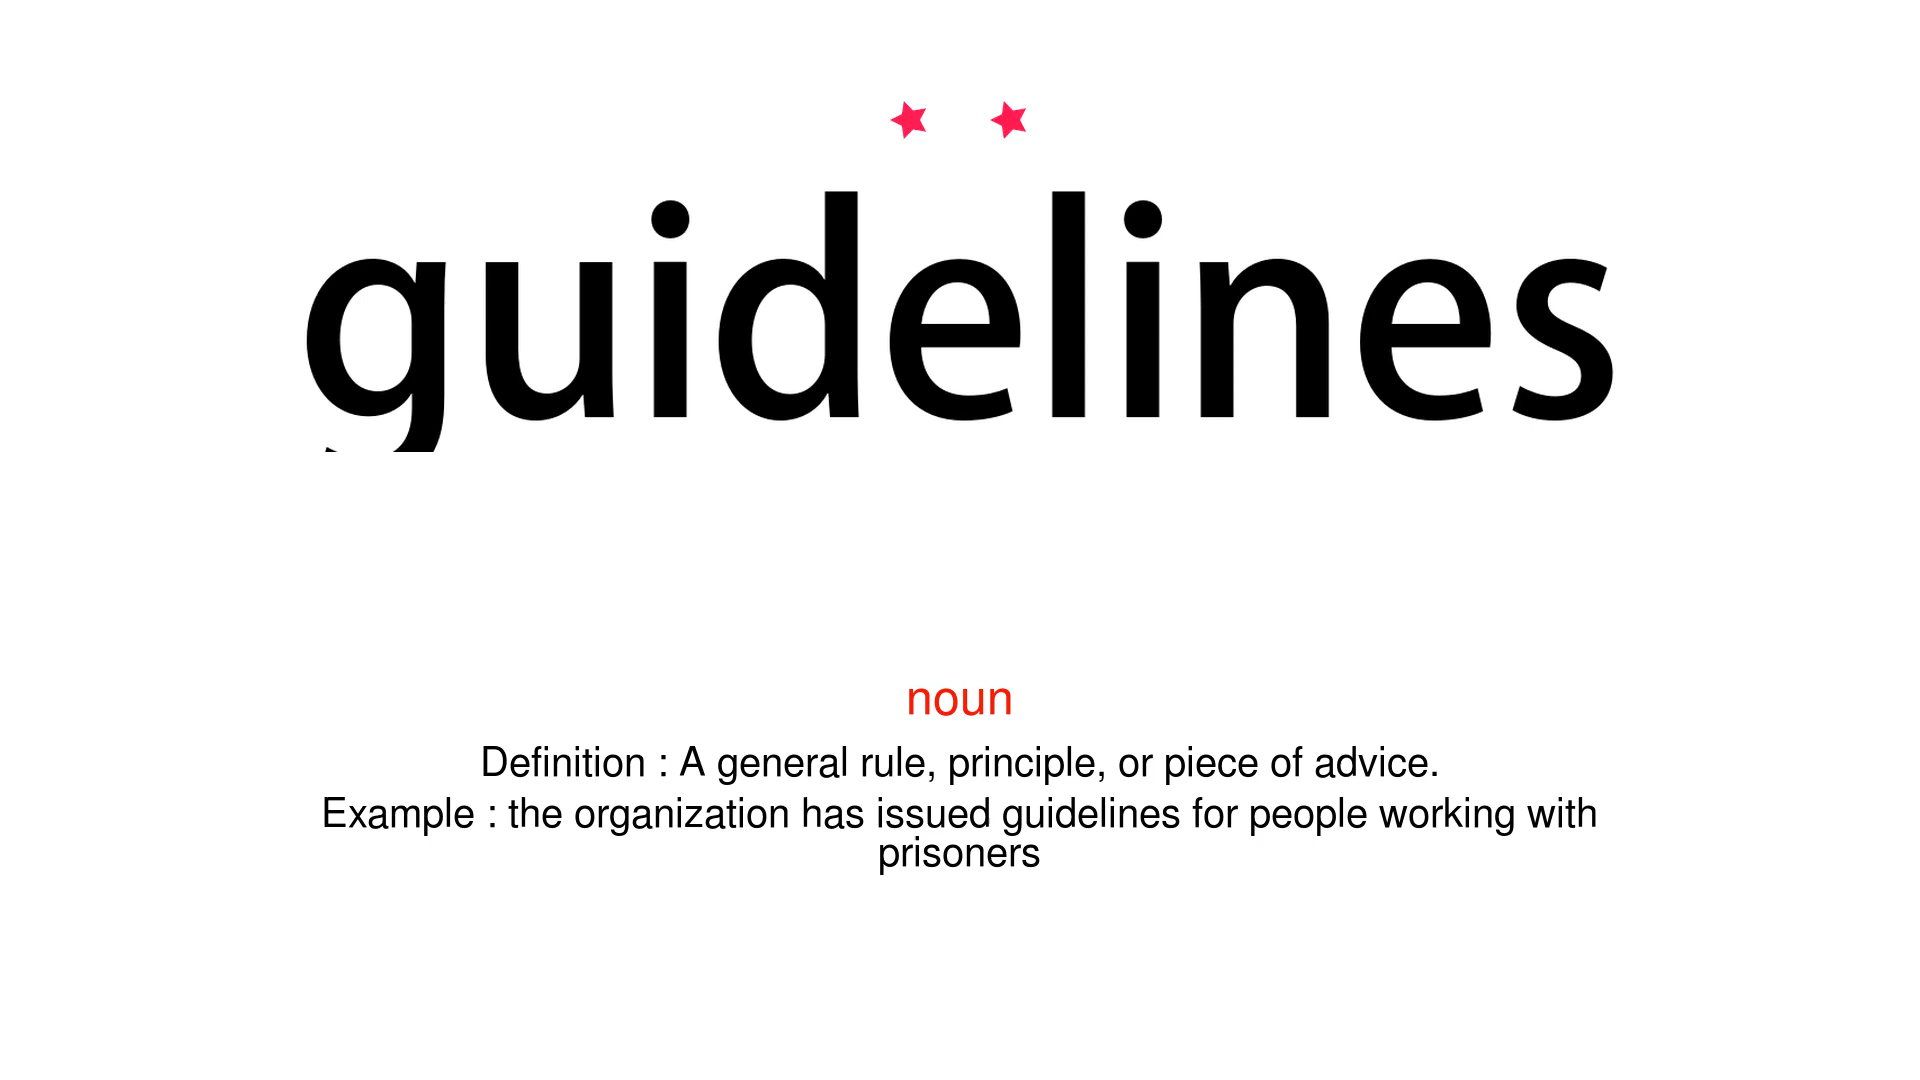 guidelines
noun
Definition : A general rule, principle, or piece of advice.
Example : the organization has issued guidelines for people working with
prisoners